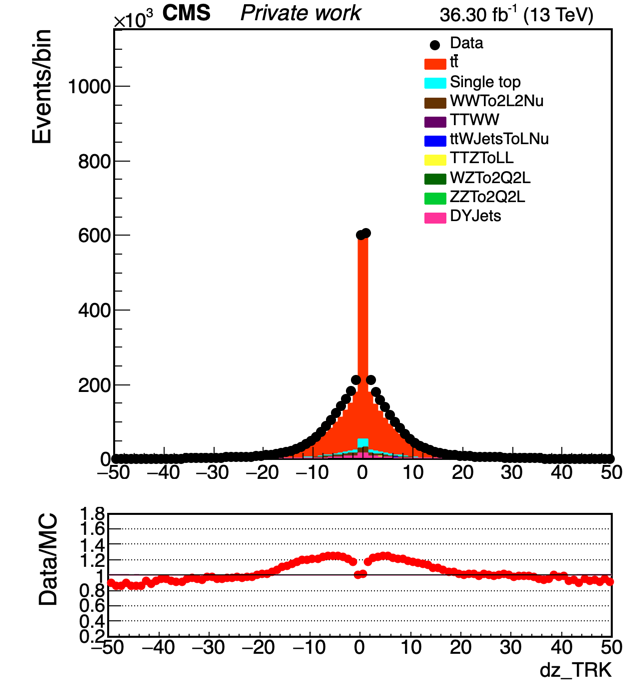 ×10³ CMS Private work 36.30 fb⁻¹ (13 TeV)
Events/bin
1000
800
600
400
200
0
Data
tt̄
Single top
WWTo2L2Nu
TTWW
ttWJetsToLNu
TTZToLL
WZTo2Q2L
ZZTo2Q2L
DYJets
−50 −40 −30 −20 −10 0 10 20 30 40 50
Data/MC
1.8
1.6
1.4
1.2
1
0.8
0.6
0.4
0.2
−50 −40 −30 −20 −10 0 10 20 30 40 50
dz_TRK